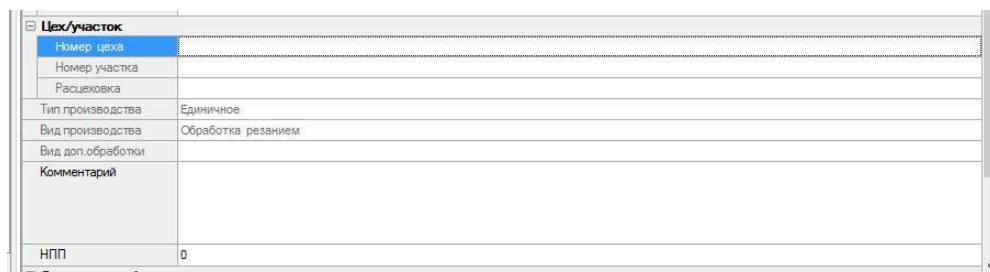 Цех/участок
Номер цеха
Номер участка
Расцеховка
Тип производства Единичное
Вид производства Обработка резанием
Вид доп.обработки
Комментарий
НПП 0